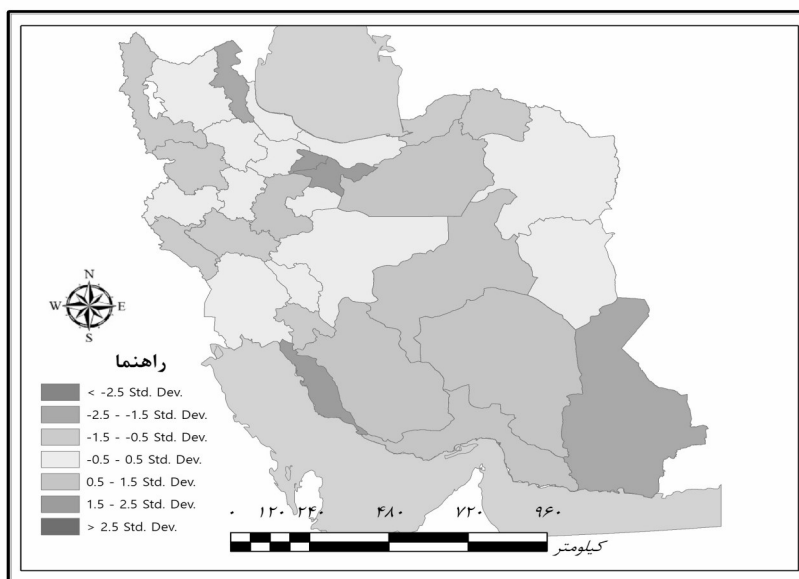 N
W E
S
راهنما
< -2.5 Std. Dev.
-2.5 - -1.5 Std. Dev.
-1.5 - -0.5 Std. Dev.
-0.5 - 0.5 Std. Dev.
0.5 - 1.5 Std. Dev.
1.5 - 2.5 Std. Dev.
> 2.5 Std. Dev.
۰ ۱۲۰ ۲۴۰ ۴۸۰ ۷۲۰ ۹۶۰
کیلومتر